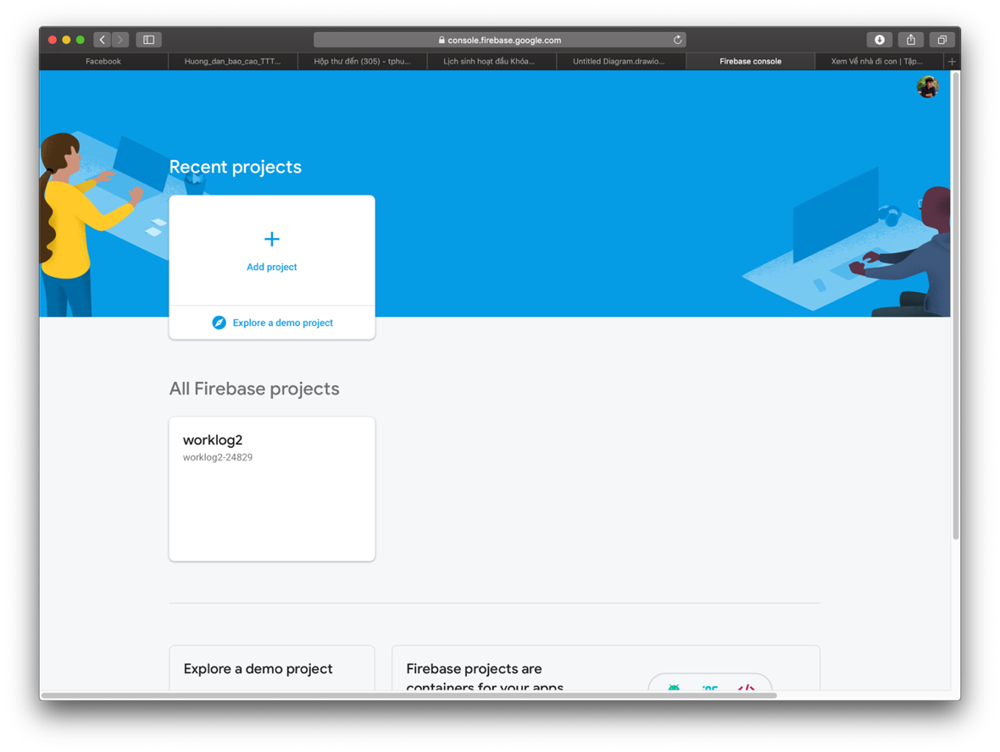 console.firebase.google.com
Facebook
Huong_dan_bao_cao_TTT...
Hộp thư đến (305) - tphu...
Lịch sinh hoạt đầu Khóa...
Untitled Diagram.drawio...
Firebase console
Xem Về nhà đi con | Tập...
Recent projects
Add project
Explore a demo project
All Firebase projects
worklog2
worklog2-24829
Explore a demo project
Firebase projects are
containers for your apps
iOS